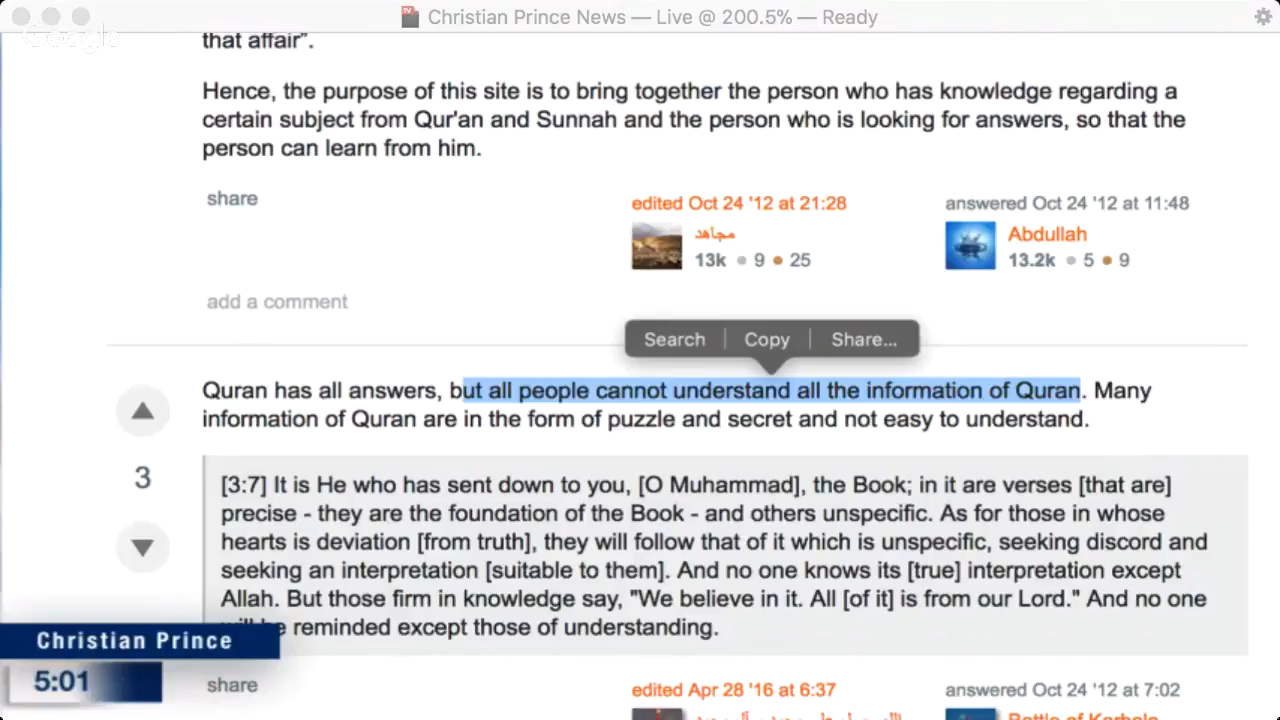 Christian Prince News — Live @ 200.5% — Ready
Google
that affair".
Hence, the purpose of this site is to bring together the person who has knowledge regarding a
certain subject from Qur'an and Sunnah and the person who is looking for answers, so that the
person can learn from him.
share
edited Oct 24 '12 at 21:28
answered Oct 24 '12 at 11:48
مجاهد
13k 9 25
Abdullah
13.2k 5 9
add a comment
Search Copy Share...
Quran has all answers, but all people cannot understand all the information of Quran. Many
information of Quran are in the form of puzzle and secret and not easy to understand.
3
[3:7] It is He who has sent down to you, [O Muhammad], the Book; in it are verses [that are]
precise - they are the foundation of the Book - and others unspecific. As for those in whose
hearts is deviation [from truth], they will follow that of it which is unspecific, seeking discord and
seeking an interpretation [suitable to them]. And no one knows its [true] interpretation except
Allah. But those firm in knowledge say, "We believe in it. All [of it] is from our Lord." And no one
will be reminded except those of understanding.
Christian Prince
5:01
share
edited Apr 28 '16 at 6:37
answered Oct 24 '12 at 7:02
Battle of Karbala